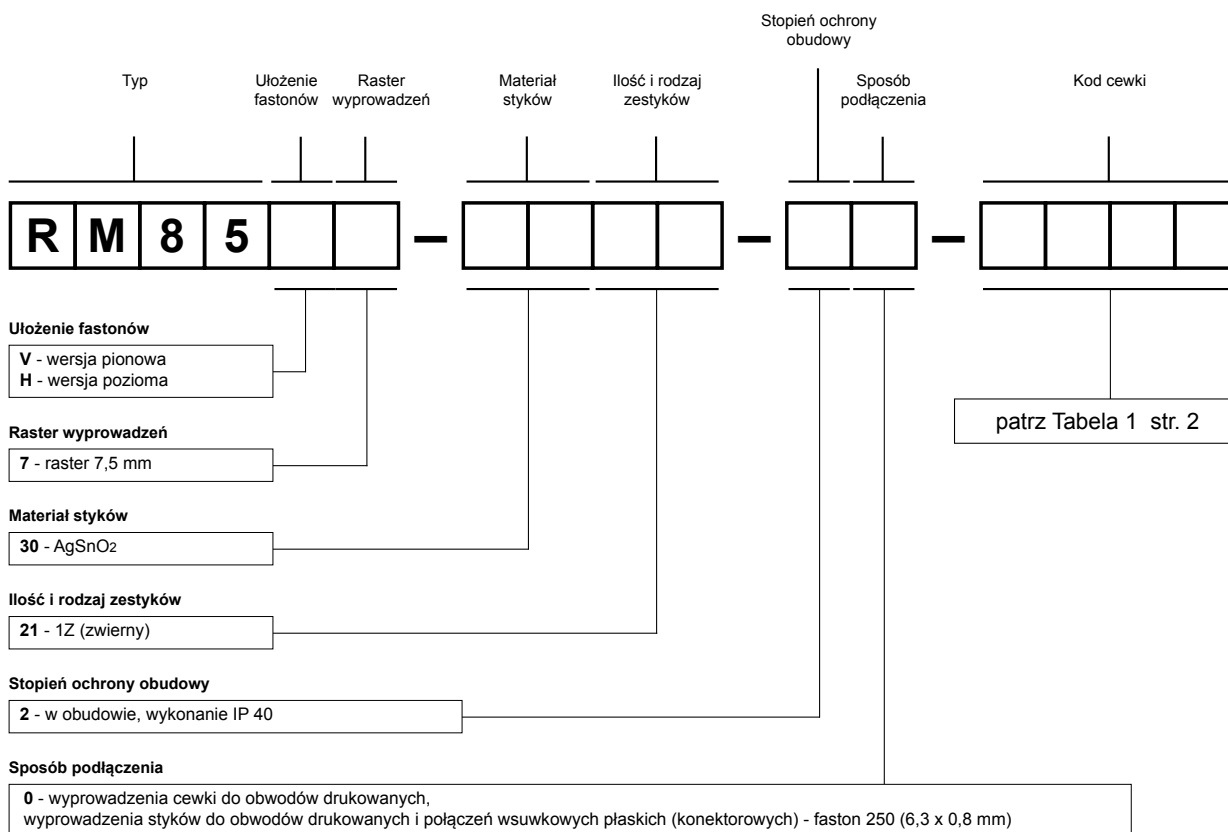 Stopień ochrony
obudowy
Typ
Ułożenie
fastonów
Raster
wyprowadzeń
Materiał
styków
Ilość i rodzaj
zestyków
Sposób
podłączenia
Kod cewki
R M 8 5 – – –
Ułożenie fastonów
V - wersja pionowa
H - wersja pozioma
patrz Tabela 1 str. 2
Raster wyprowadzeń
7 - raster 7,5 mm
Materiał styków
30 - AgSnO2
Ilość i rodzaj zestyków
21 - 1Z (zwierny)
Stopień ochrony obudowy
2 - w obudowie, wykonanie IP 40
Sposób podłączenia
0 - wyprowadzenia cewki do obwodów drukowanych,
wyprowadzenia styków do obwodów drukowanych i połączeń wsuwkowych płaskich (konektorowych) - faston 250 (6,3 x 0,8 mm)